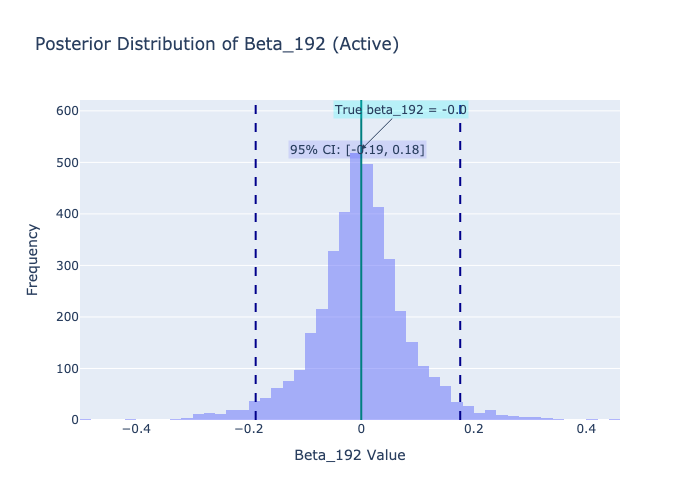 Posterior Distribution of Beta_192 (Active)
True beta_192 = -0.0
95% CI: [-0.19, 0.18]
600
500
400
300
200
100
0
Frequency
−0.4
−0.2
0
0.2
0.4
Beta_192 Value